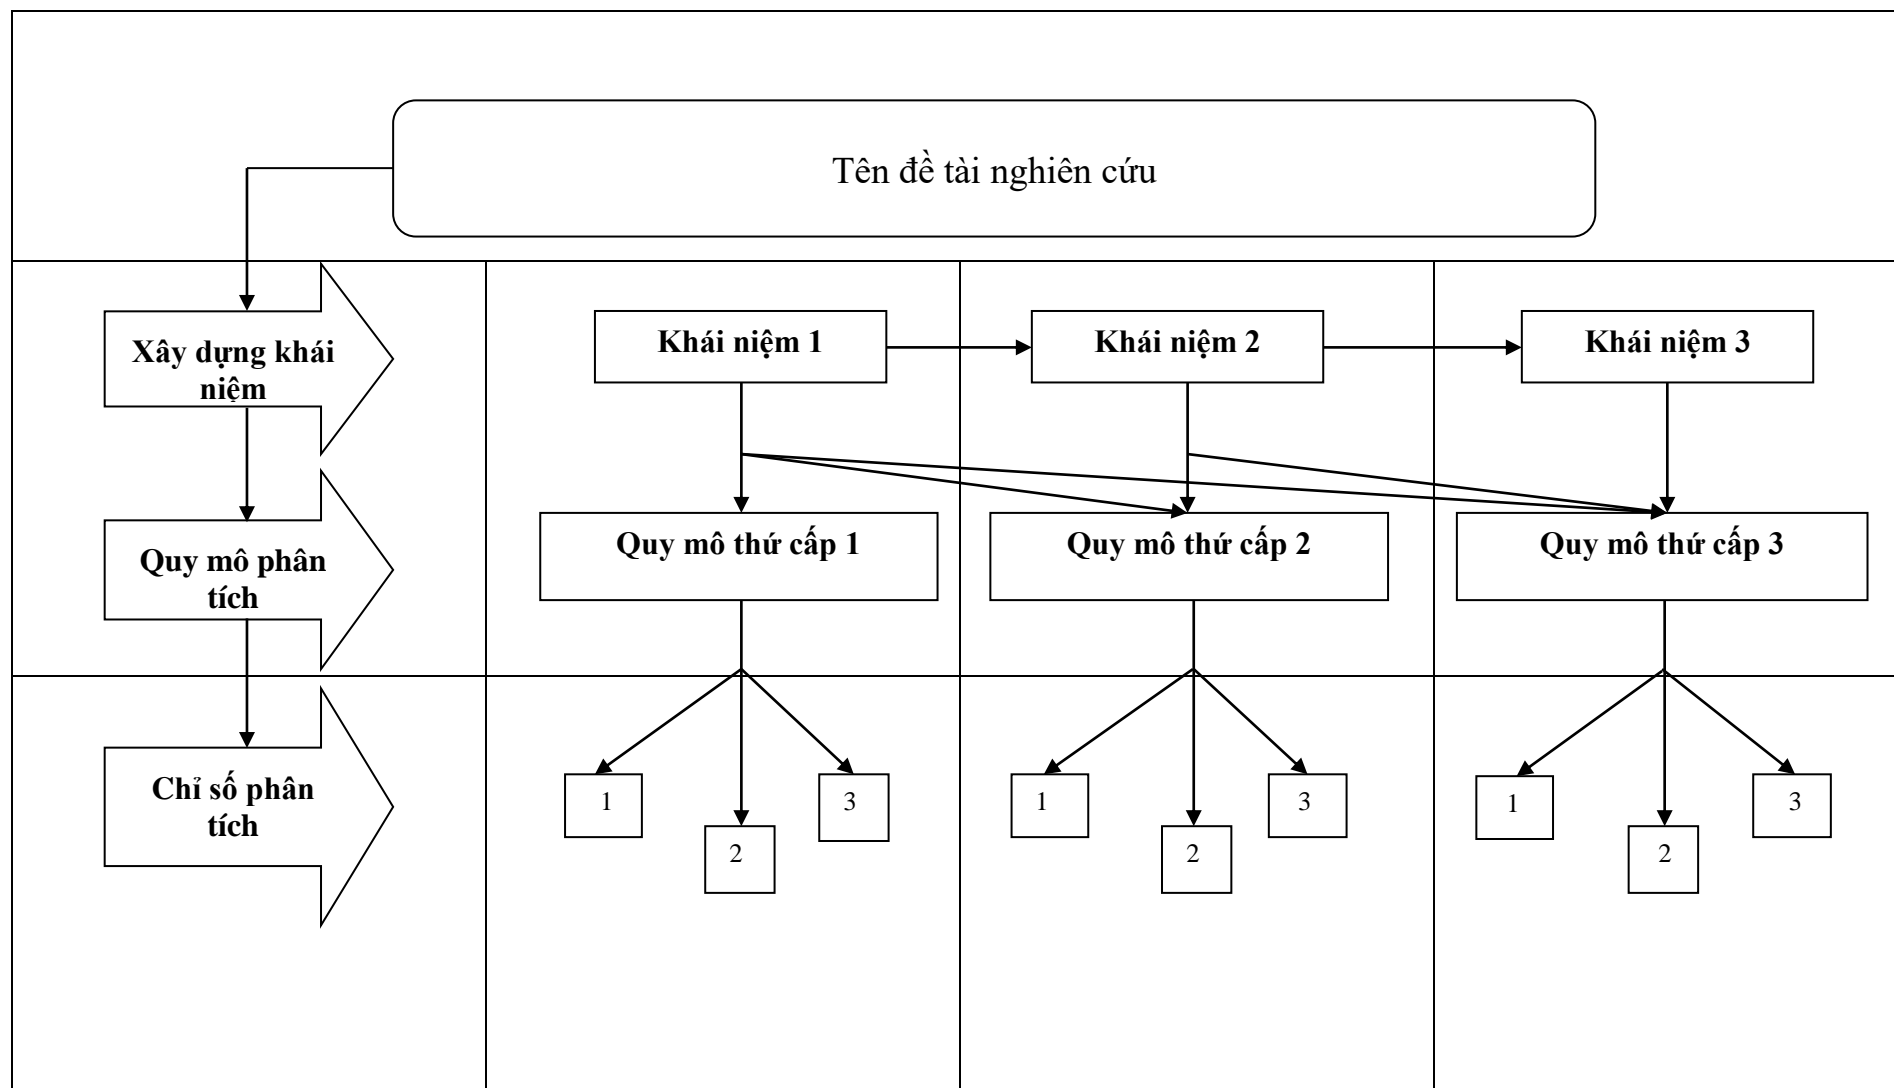 Tên đề tài nghiên cứu
Xây dựng khái
niệm
Khái niệm 1
Khái niệm 2
Khái niệm 3
Quy mô phân
tích
Quy mô thứ cấp 1
Quy mô thứ cấp 2
Quy mô thứ cấp 3
Chỉ số phân
tích
1
2
3
1
2
3
1
2
3